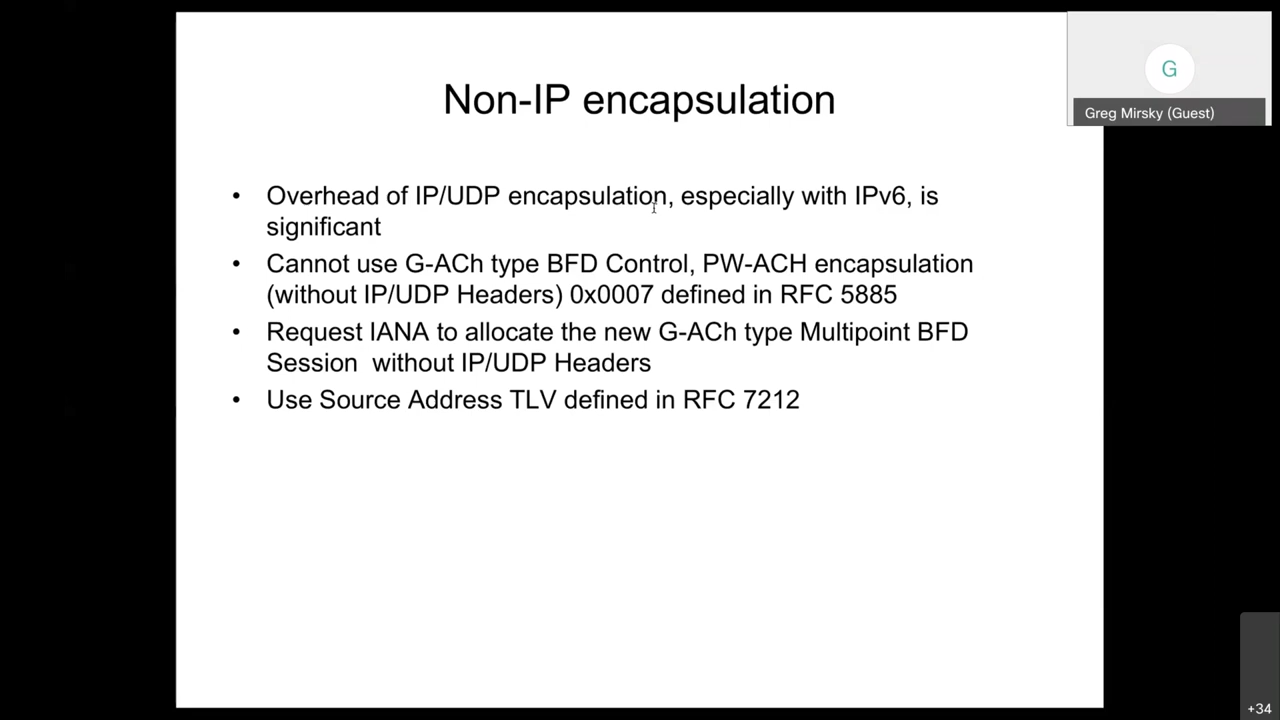 Non-IP encapsulation
G
Greg Mirsky (Guest)
• Overhead of IP/UDP encapsulation, especially with IPv6, is
significant
• Cannot use G-ACh type BFD Control, PW-ACH encapsulation
(without IP/UDP Headers) 0x0007 defined in RFC 5885
• Request IANA to allocate the new G-ACh type Multipoint BFD
Session  without IP/UDP Headers
• Use Source Address TLV defined in RFC 7212
+34